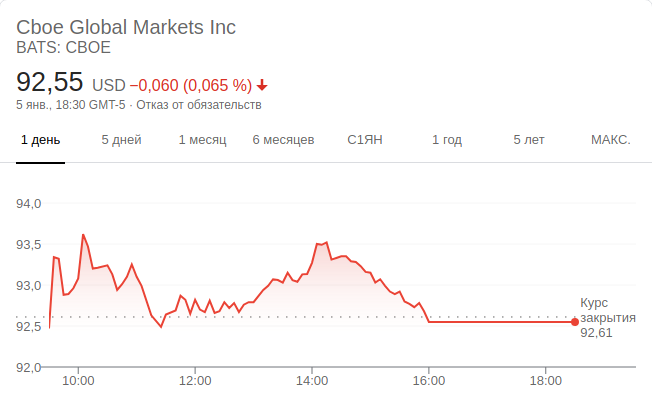 Cboe Global Markets Inc
BATS: CBOE
92,55 USD −0,060 (0,065 %)
5 янв., 18:30 GMT-5 · Отказ от обязательств
1 день 5 дней 1 месяц 6 месяцев С1ЯН 1 год 5 лет МАКС.
94,0
93,5
93,0
92,5
92,0
Курс
закрытия
92,61
10:00 12:00 14:00 16:00 18:00